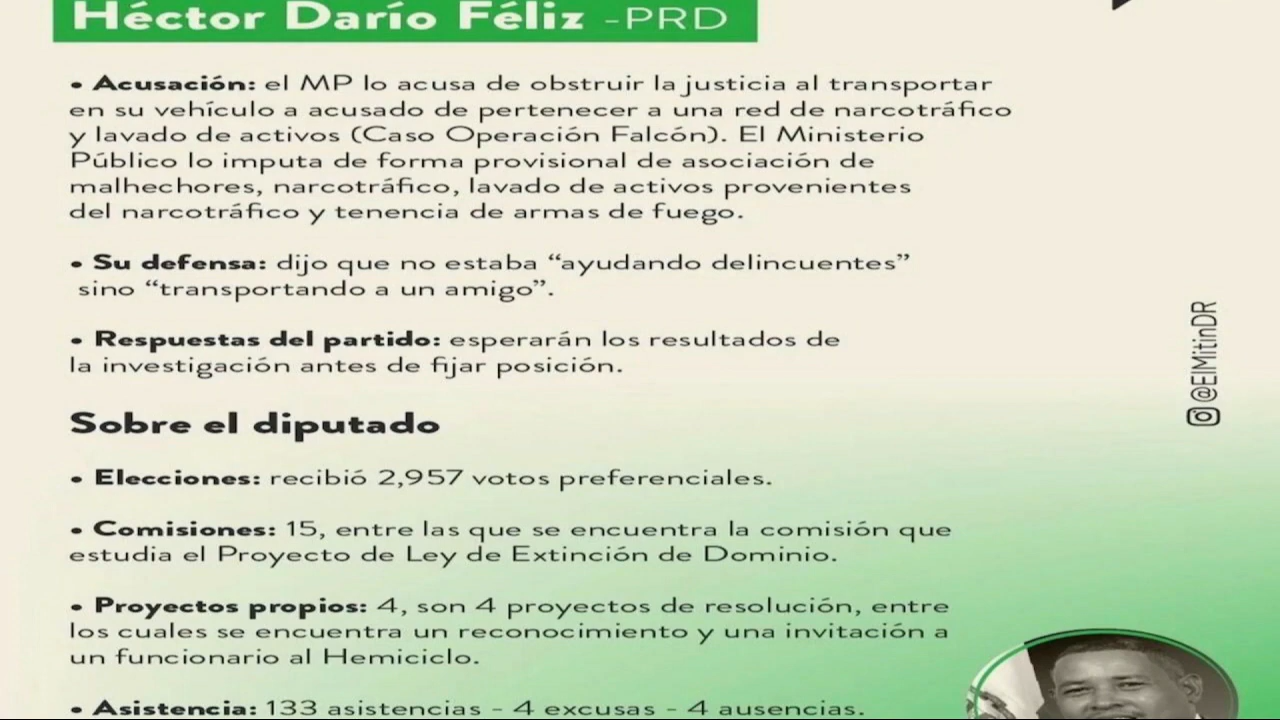 Héctor Darío Féliz -PRD
• Acusación: el MP lo acusa de obstruir la justicia al transportar
en su vehículo a acusado de pertenecer a una red de narcotráfico
y lavado de activos (Caso Operación Falcón). El Ministerio
Público lo imputa de forma provisional de asociación de
malhechores, narcotráfico, lavado de activos provenientes
del narcotráfico y tenencia de armas de fuego.
• Su defensa: dijo que no estaba “ayudando delincuentes”
sino “transportando a un amigo”.
• Respuestas del partido: esperarán los resultados de
la investigación antes de fijar posición.
Sobre el diputado
• Elecciones: recibió 2,957 votos preferenciales.
• Comisiones: 15, entre las que se encuentra la comisión que
estudia el Proyecto de Ley de Extinción de Dominio.
• Proyectos propios: 4, son 4 proyectos de resolución, entre
los cuales se encuentra un reconocimiento y una invitación a
un funcionario al Hemiciclo.
• Asistencia: 133 asistencias - 4 excusas - 4 ausencias.
@ElMitinDR